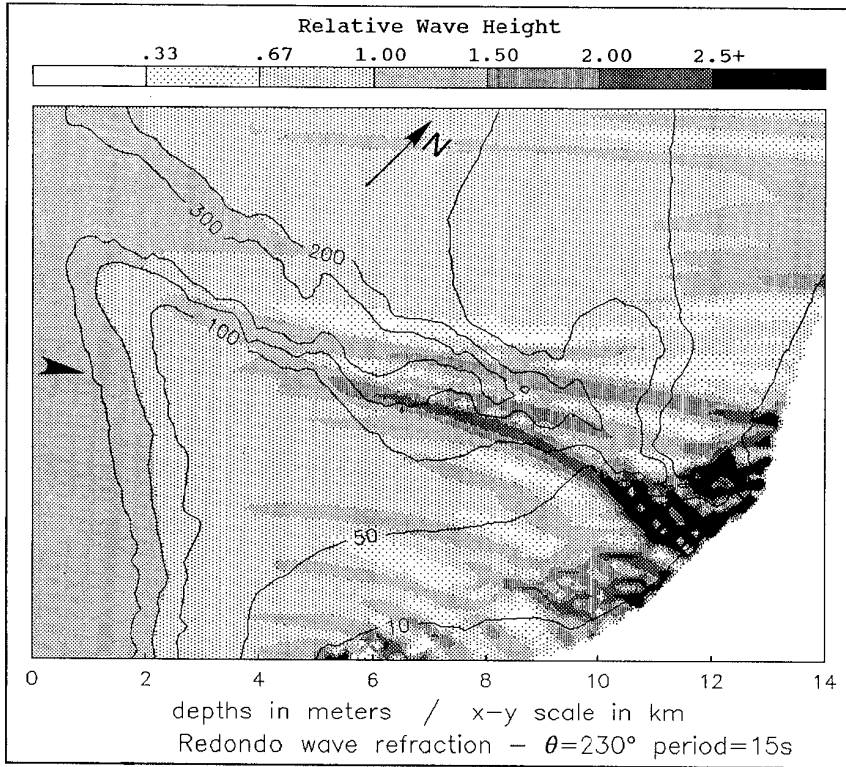 Relative Wave Height
.33 .67 1.00 1.50 2.00 2.5+
N
300
200
100
50
10
0 2 4 6 8 10 12 14
depths in meters / x-y scale in km
Redondo wave refraction - θ=230° period=15s